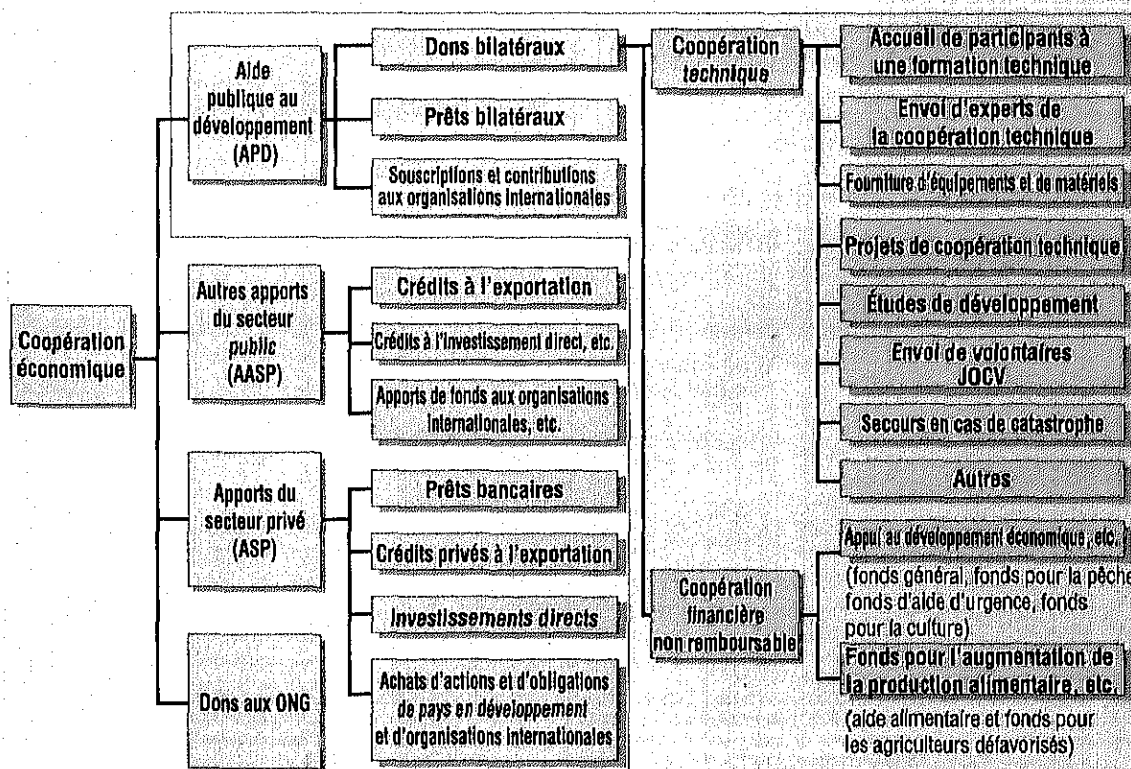 Coopération
économique
Aide
publique au
développement
(APD)
Dons bilatéraux
Prêts bilatéraux
Souscriptions et contributions
aux organisations internationales
Autres apports
du secteur
public
(AASP)
Crédits à l'exportation
Crédits à l'investissement direct, etc.
Apports de fonds aux organisations
internationales, etc.
Apports du
secteur privé
(ASP)
Prêts bancaires
Crédits privés à l'exportation
Investissements directs
Achats d'actions et d'obligations
de pays en développement
et d'organisations internationales
Dons aux ONG
Coopération
technique
Accueil de participants à
une formation technique
Envoi d'experts de
la coopération technique
Fourniture d'équipements et de matériels
Projets de coopération technique
Études de développement
Envoi de volontaires
JOCV
Secours en cas de catastrophe
Autres
Coopération
financière
non remboursable
Appui au développement économique, etc.
(fonds général, fonds pour la pêche
fonds d'aide d'urgence, fonds
pour la culture)
Fonds pour l'augmentation de
la production alimentaire, etc.
(aide alimentaire et fonds pour
les agriculteurs défavorisés)